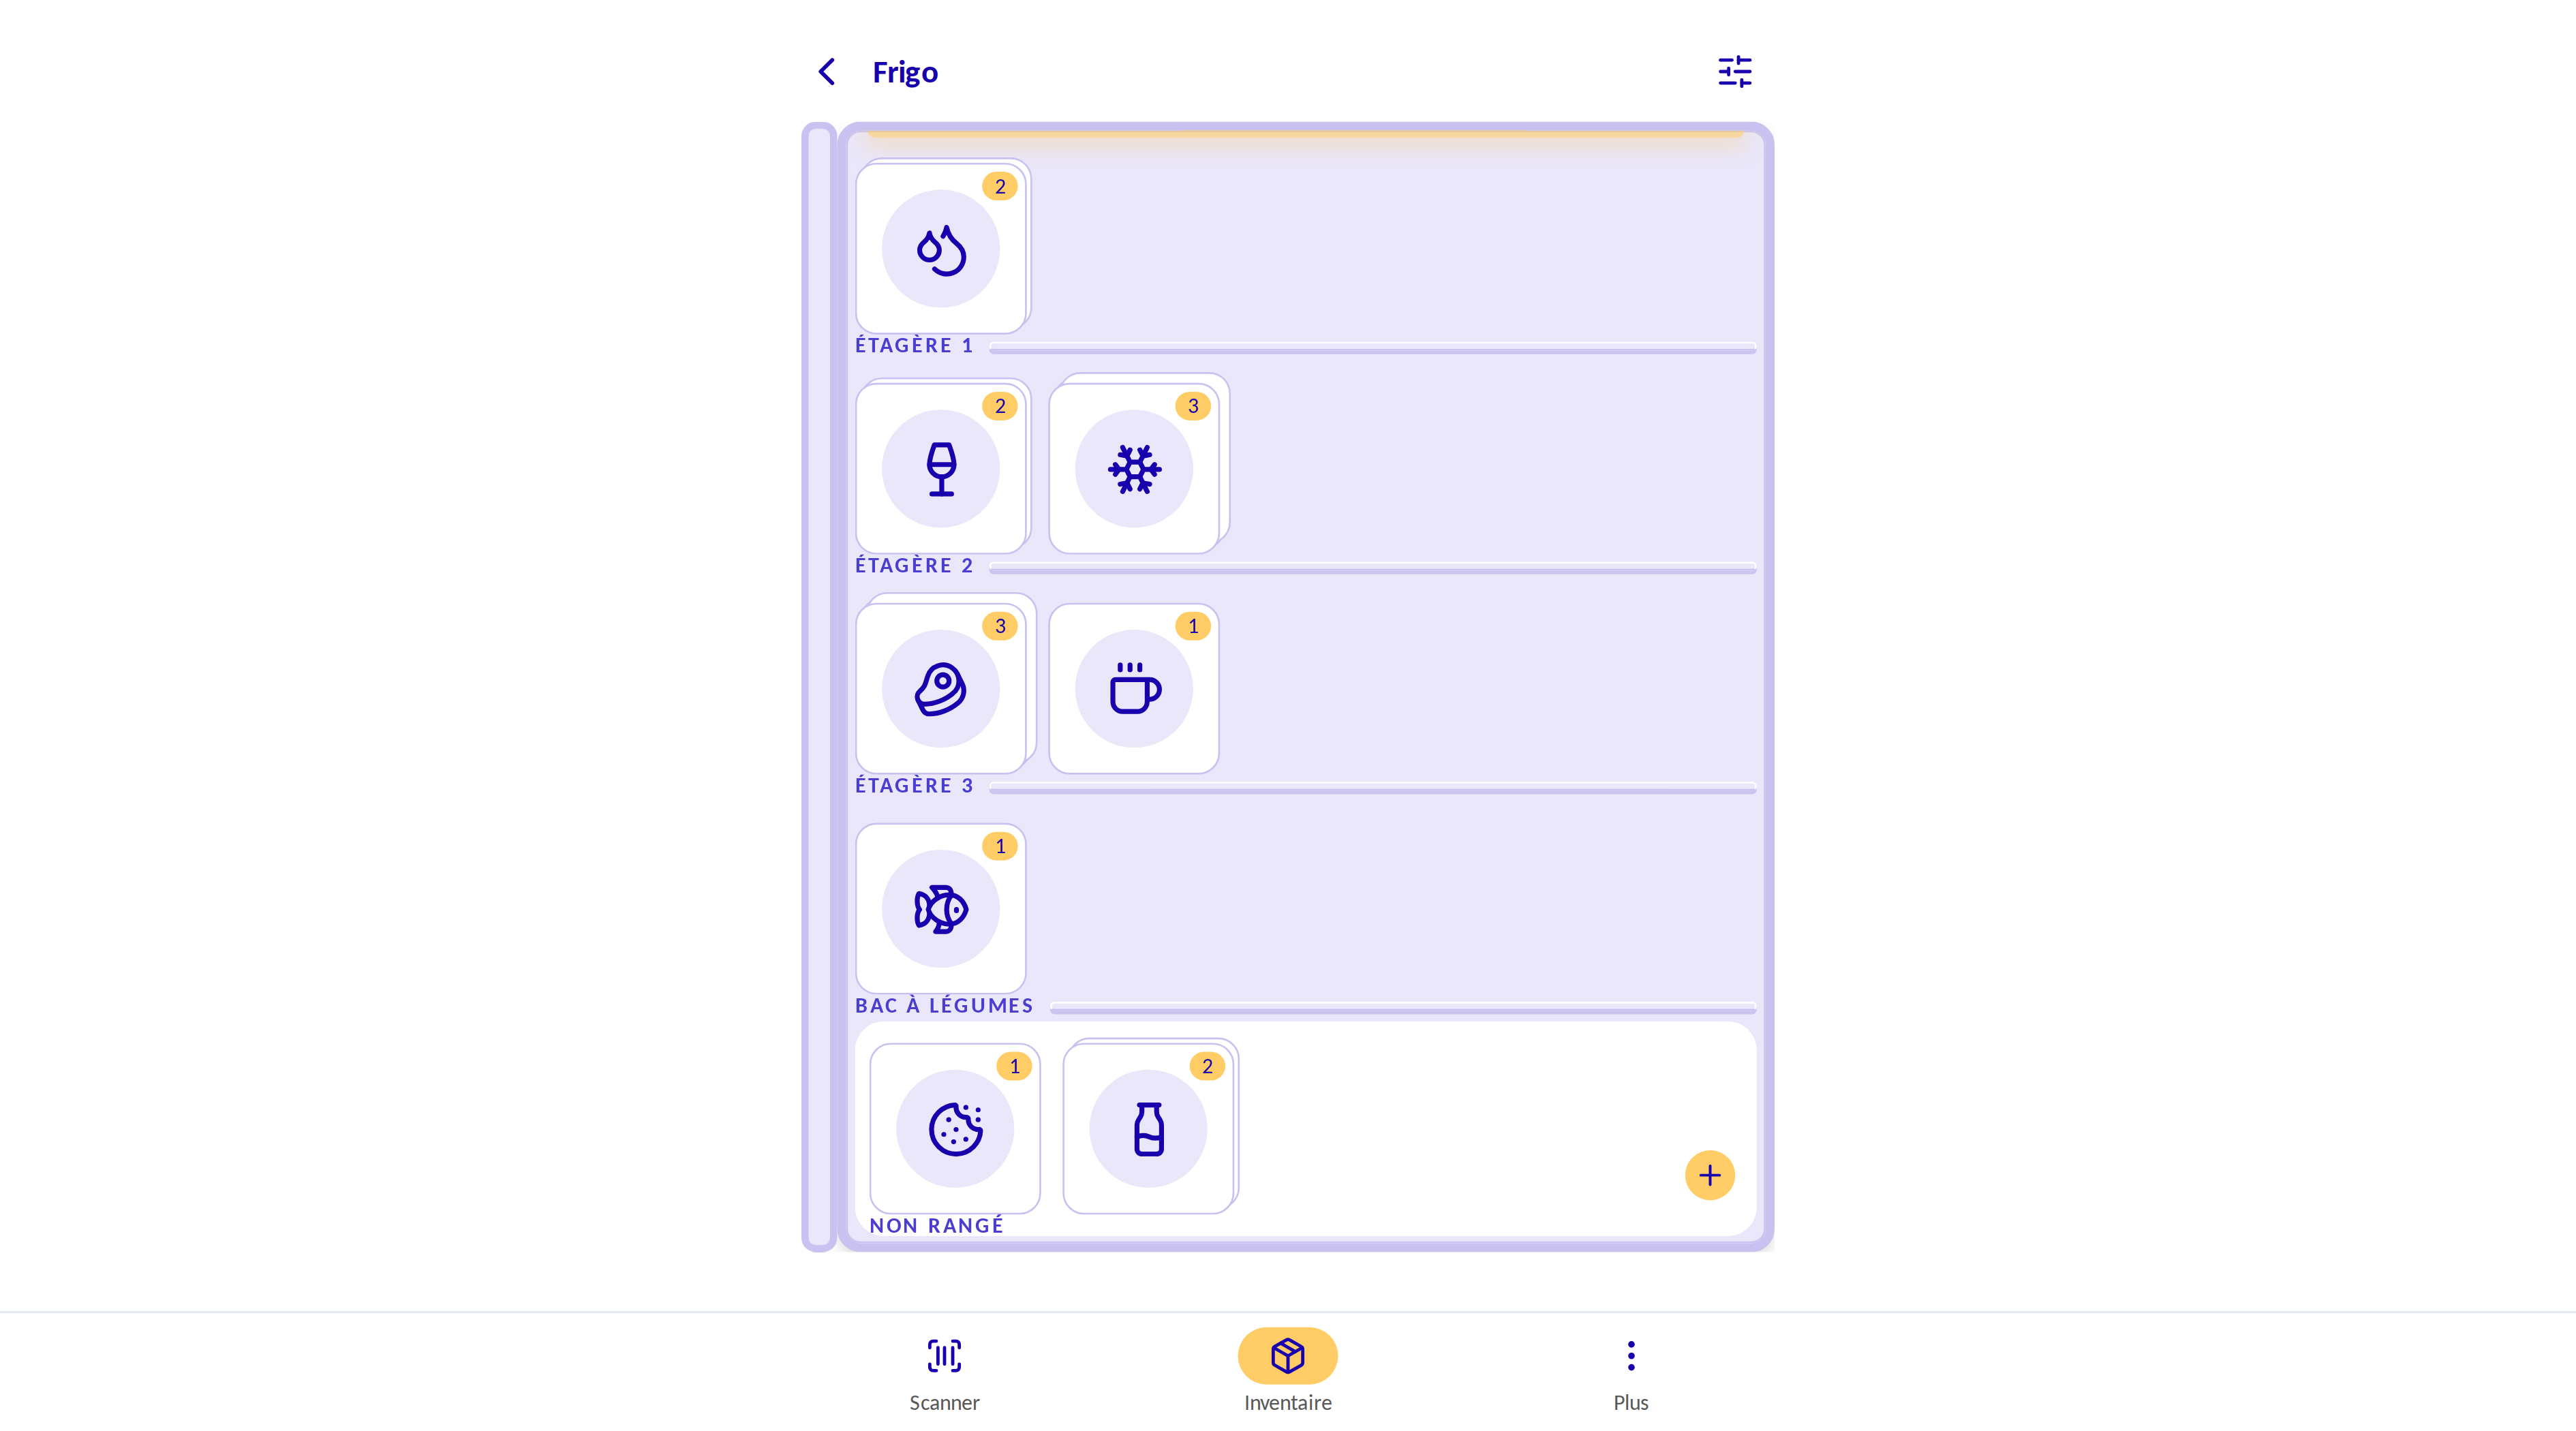 Frigo
2
ÉTAGÈRE 1
2
3
ÉTAGÈRE 2
3
1
ÉTAGÈRE 3
1
BAC À LÉGUMES
1
2
NON RANGÉ
Scanner
Inventaire
Plus